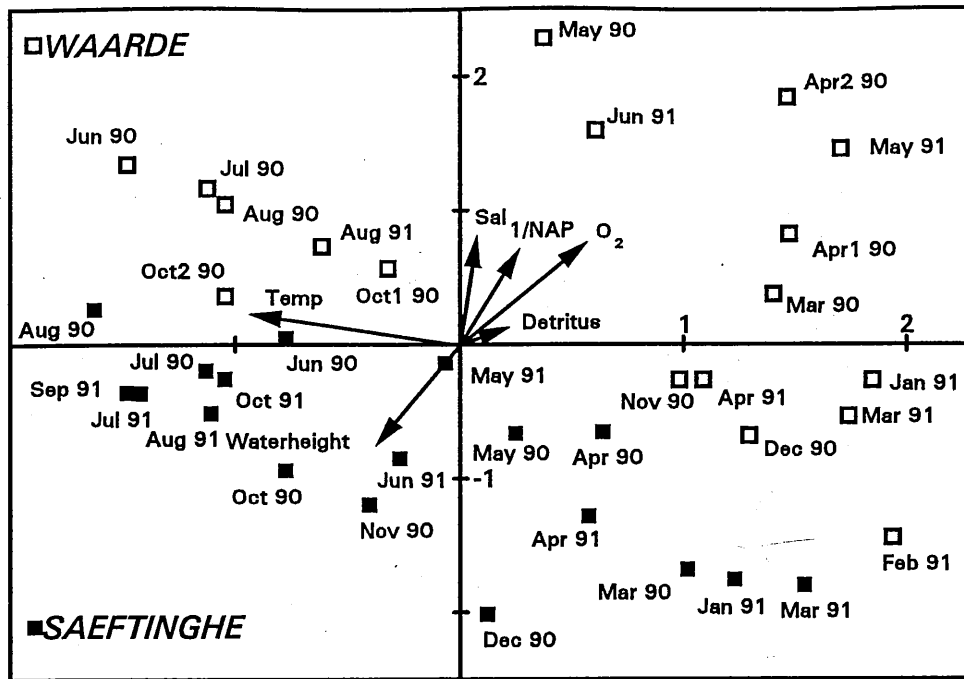 WAARDE
May 90
2
Apr2 90
Jun 91
May 91
Jun 90
Jul 90
Aug 90
Sal
1/NAP
O2
Aug 91
Apr1 90
Oct2 90
Oct1 90
Temp
Mar 90
Detritus
Aug 90
1
2
Jul 90
Jun 90
May 91
Sep 91
Oct 91
Nov 90
Apr 91
Jan 91
Jul 91
Mar 91
Aug 91
Waterheight
May 90
Apr 90
Dec 90
Oct 90
Jun 91
-1
Nov 90
Apr 91
Feb 91
Mar 90
Jan 91
Mar 91
SAEFTINGHE
Dec 90